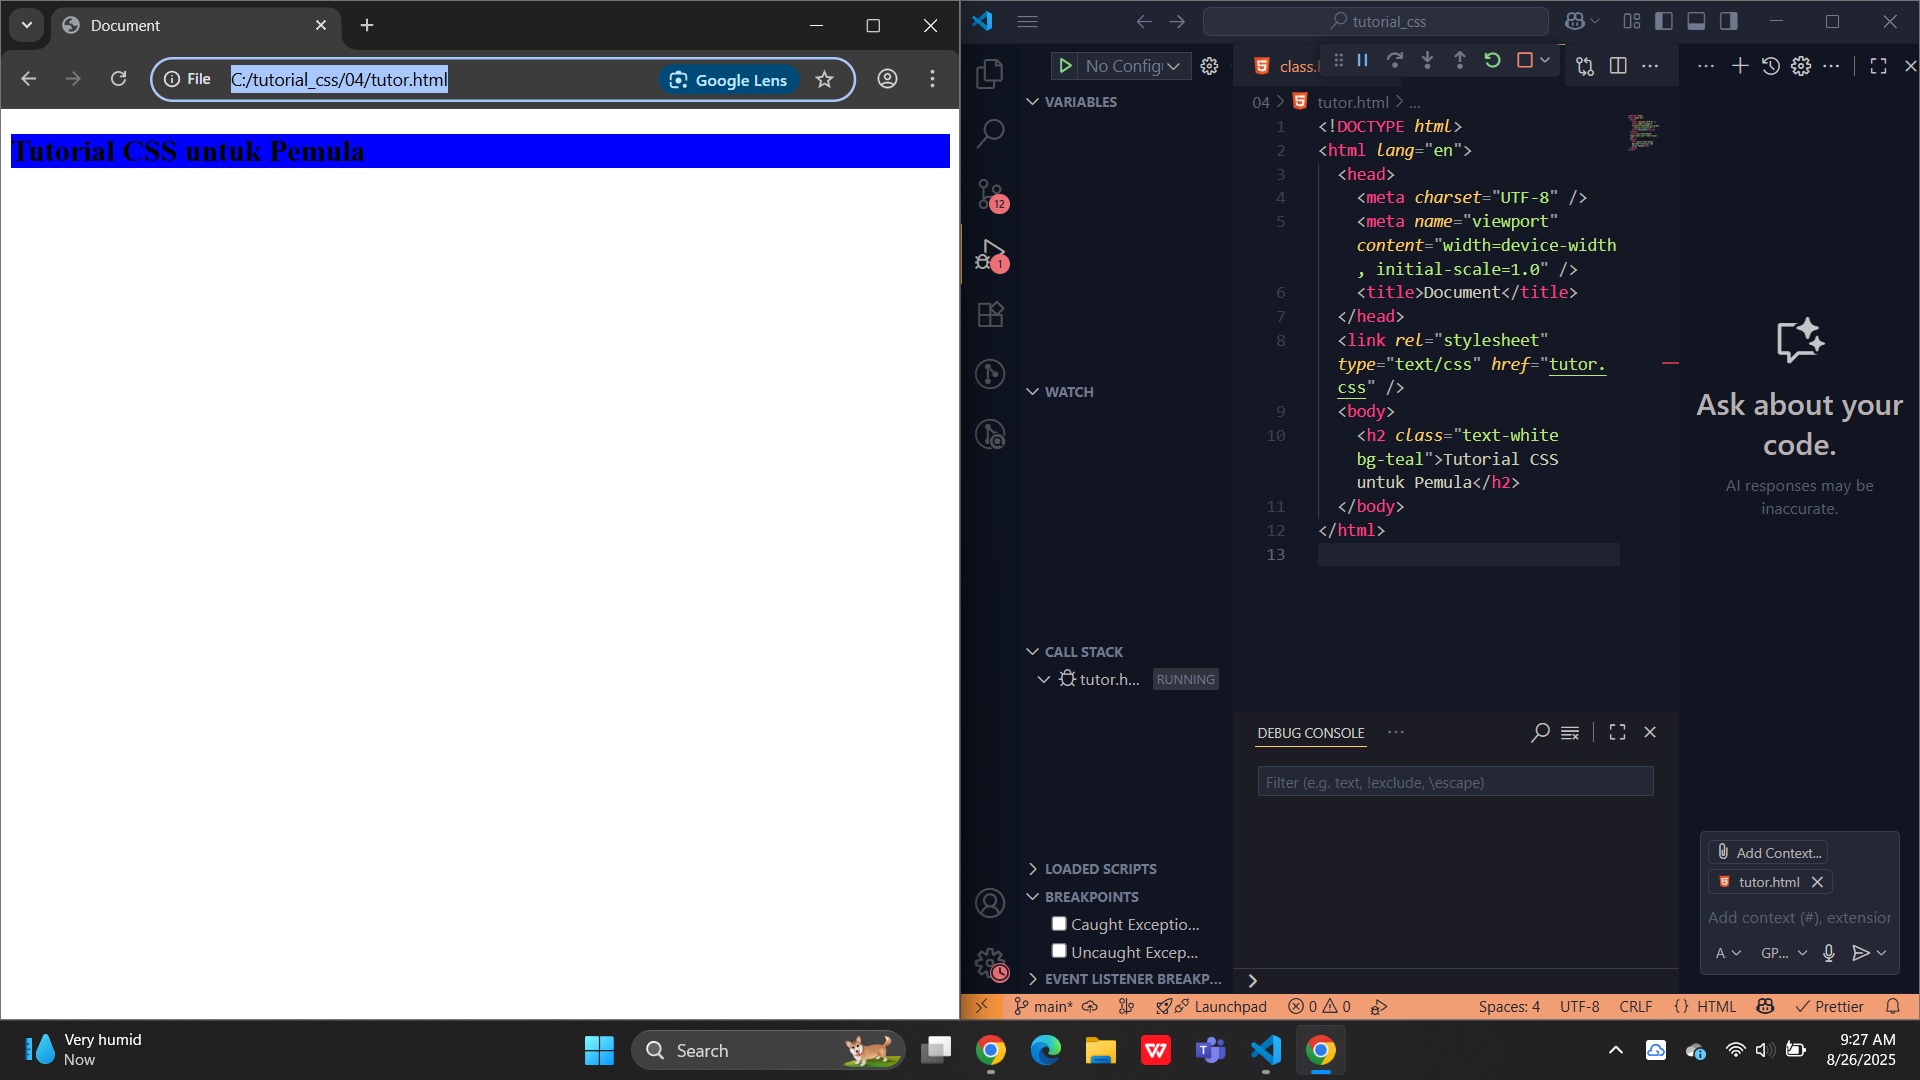 Document
File
C:/tutorial_css/04/tutor.html
Google Lens
Tutorial CSS untuk Pemula
tutorial_css
No Config
VARIABLES
WATCH
CALL STACK
tutor.h...
RUNNING
LOADED SCRIPTS
BREAKPOINTS
Caught Exceptio...
Uncaught Excep...
EVENT LISTENER BREAKP...
12
1
class.
04 > tutor.html > ...
1 <!DOCTYPE html>
2 <html lang="en">
3 <head>
4 <meta charset="UTF-8" />
5 <meta name="viewport"
content="width=device-width
, initial-scale=1.0" />
6 <title>Document</title>
7 </head>
8 <link rel="stylesheet"
type="text/css" href="tutor.
css" />
9 <body>
10 <h2 class="text-white
bg-teal">Tutorial CSS
untuk Pemula</h2>
11 </body>
12 </html>
13
DEBUG CONSOLE
Filter (e.g. text, !exclude, \escape)
Ask about your
code.
AI responses may be
inaccurate.
Add Context...
tutor.html
Add context (#), extension
A
GP...
main*
Launchpad
0
0
Spaces: 4
UTF-8
CRLF
{} HTML
Prettier
Very humid
Now
Search
9:27 AM
8/26/2025